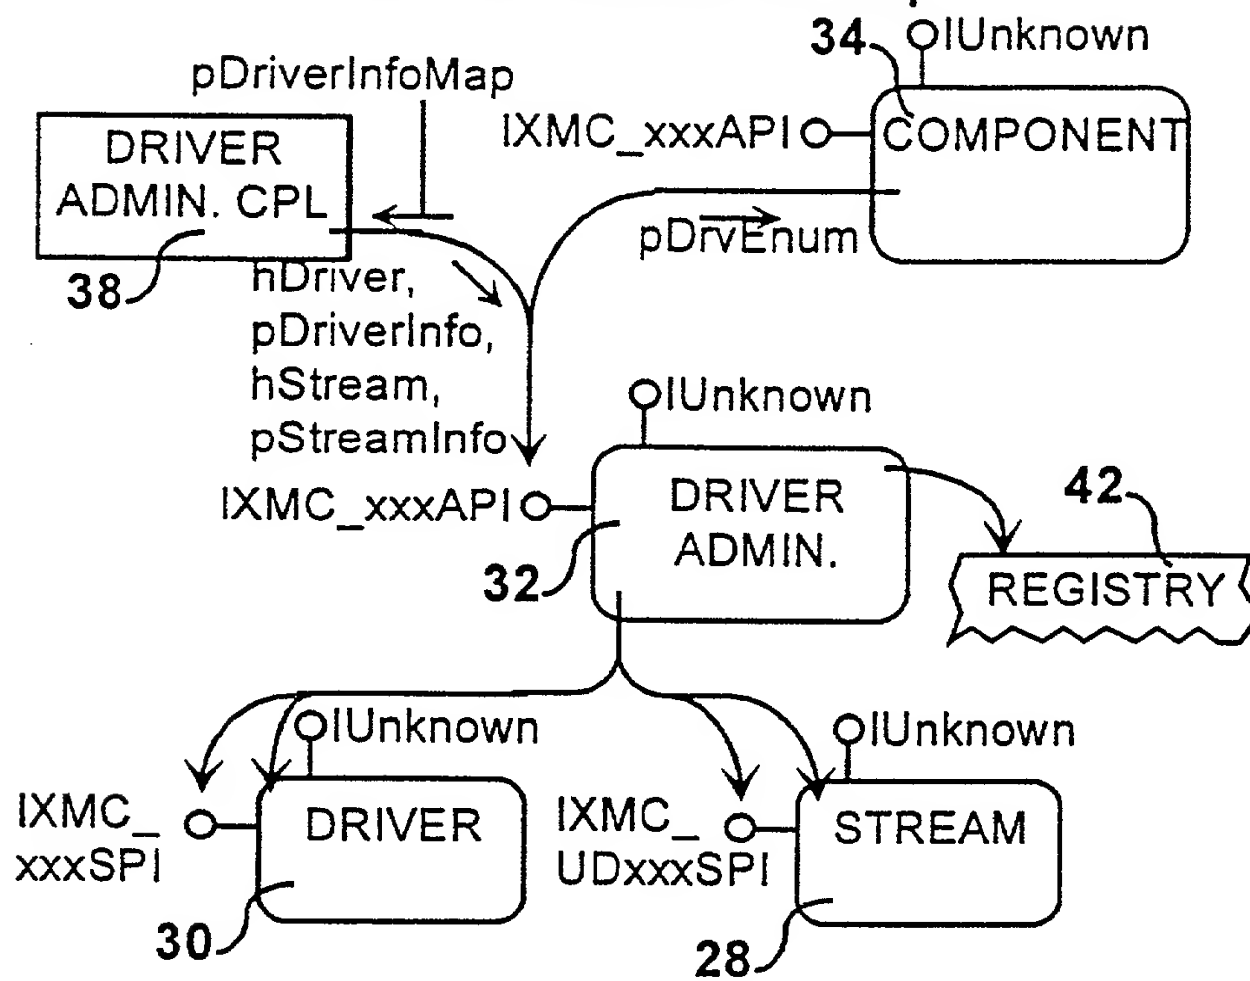 34
IUnknown
pDriverInfoMap
IXMC_xxxAPI
COMPONENT
DRIVER
ADMIN. CPL
pDrvEnum
38
hDriver,
pDriverInfo,
hStream,
pStreamInfo
IUnknown
IXMC_xxxAPI
DRIVER
ADMIN.
42
32
REGISTRY
IUnknown
IUnknown
IXMC_
xxxSPI
DRIVER
IXMC_
UDxxxSPI
STREAM
30
28